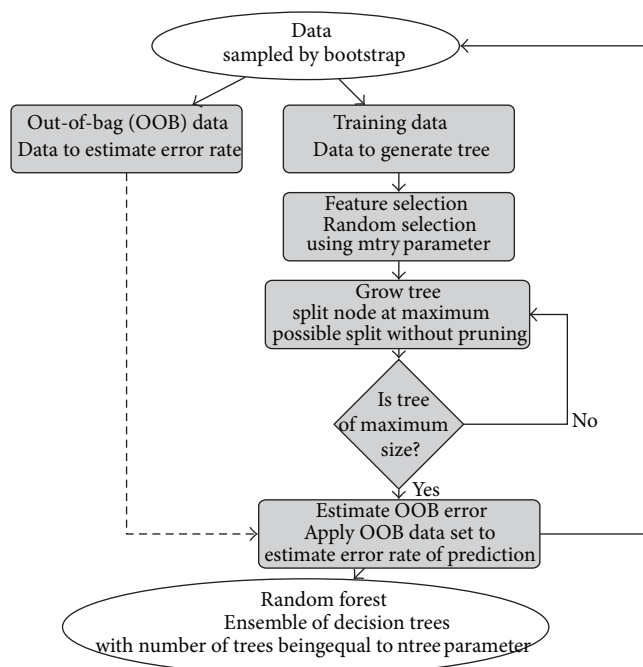 Data
sampled by bootstrap
Out-of-bag (OOB) data
Data to estimate error rate
Training data
Data to generate tree
Feature selection
Random selection
using mtry parameter
Grow tree
split node at maximum
possible split without pruning
Is tree
of maximum
size?
No
Yes
Estimate OOB error
Apply OOB data set to
estimate error rate of prediction
Random forest
Ensemble of decision trees
with number of trees beingequal to ntree parameter